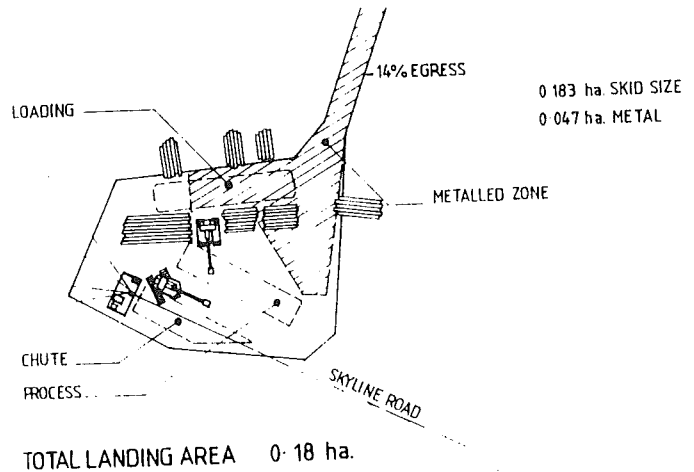 14% EGRESS
0·183 ha. SKID SIZE
LOADING
0·047 ha. METAL
METALLED ZONE
CHUTE
PROCESS
SKYLINE ROAD
TOTAL LANDING AREA 0·18 ha.